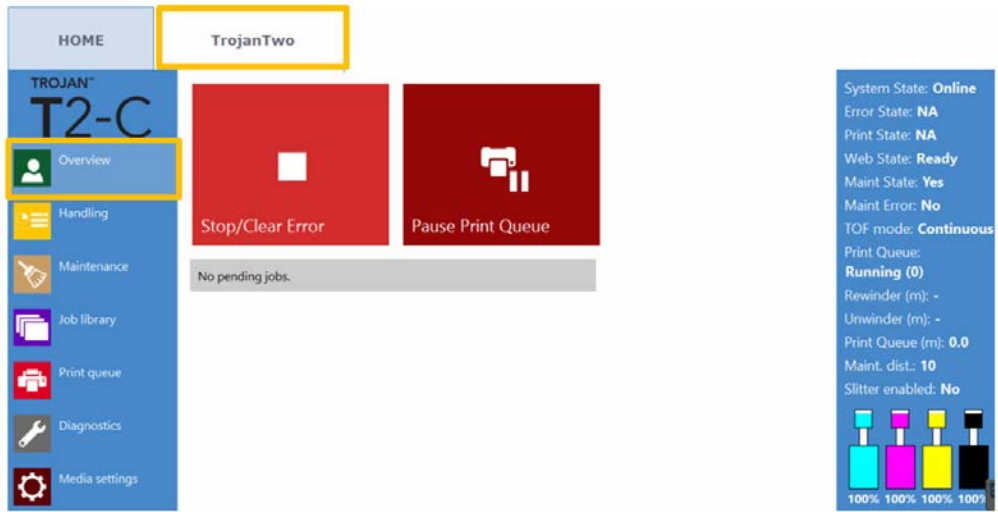 HOME
TrojanTwo
TROJAN™
T2-C
Overview
Handling
Maintenance
Job library
Print queue
Diagnostics
Media settings
Stop/Clear Error
Pause Print Queue
No pending jobs.
System State: Online
Error State: NA
Print State: NA
Web State: Ready
Maint State: Yes
Maint Error: No
TOF mode: Continuous
Print Queue:
Running (0)
Rewinder (m): -
Unwinder (m): -
Print Queue (m): 0.0
Maint. dist.: 10
Slitter enabled: No
100% 100% 100% 100%